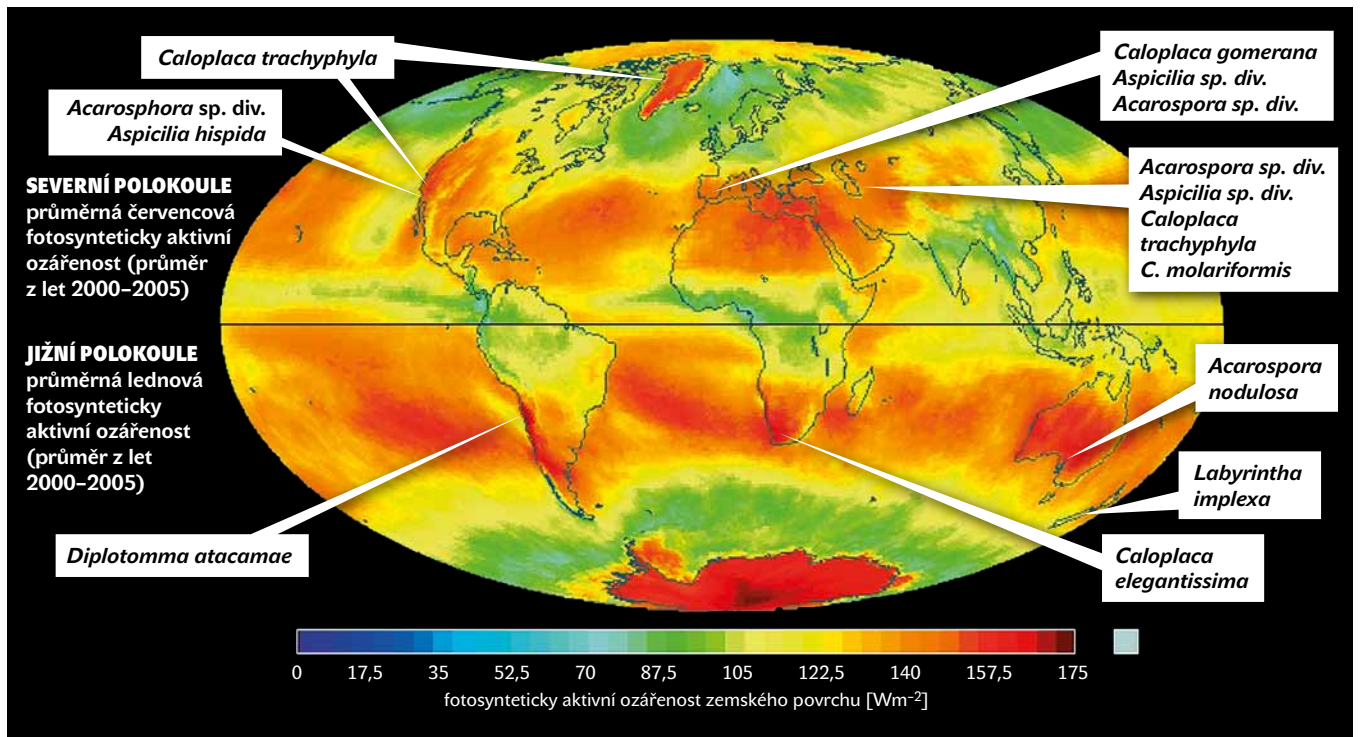 Caloplaca trachyphyla
Acarosphora sp. div.
Aspicilia hispida
SEVERNÍ POLOKOULE
průměrná červencová
fotosynteticky aktivní
ozářenost (průměr
z let 2000–2005)
JIŽNÍ POLOKOULE
průměrná lednová
fotosynteticky
aktivní ozářenost
(průměr z let
2000–2005)
Diplotomma atacamae
Caloplaca gomerana
Aspicilia sp. div.
Acarospora sp. div.
Acarospora sp. div.
Aspicilia sp. div.
Caloplaca
trachyphyla
C. molariformis
Acarospora
nodulosa
Labyrintha
implexa
Caloplaca
elegantissima
0 17,5 35 52,5 70 87,5 105 122,5 140 157,5 175
fotosynteticky aktivní ozářenost zemského povrchu [Wm⁻²]